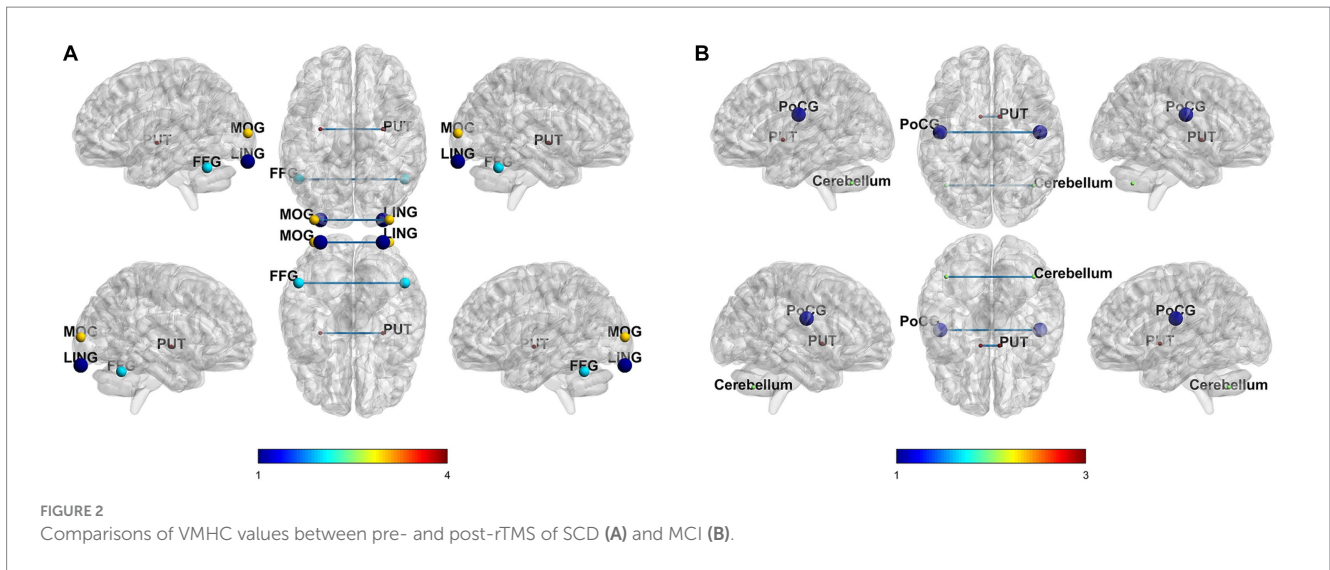 A
MOG
PUT
LING
FFG
PUT
FFG
MOG
LING
MOC
LING
FFG
PUT
MOG
LING
FFG
PUT
MOC
PUT
LING
FFG
MOG
PUT
LING
FFG
1
4
B
PoCG
PUT
Cerebellum
PUT
PoCG
Cerebellum
PoCG
PUT
Cerebellum
PoCG
PUT
PoCG
PUT
Cerebellum
PoCG
PUT
Cerebellum
1
3
FIGURE 2
Comparisons of VMHC values between pre- and post-rTMS of SCD (A) and MCI (B).